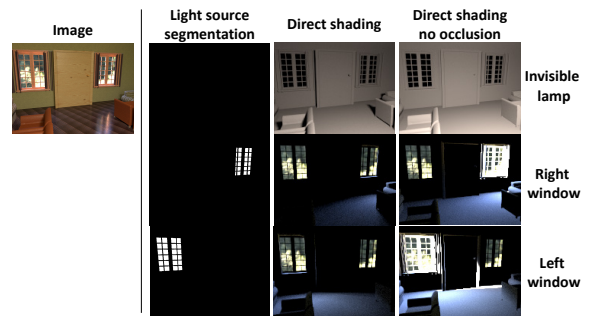 Image
Light source
segmentation
Direct shading
Direct shading
no occlusion
Invisible
lamp
Right
window
Left
window